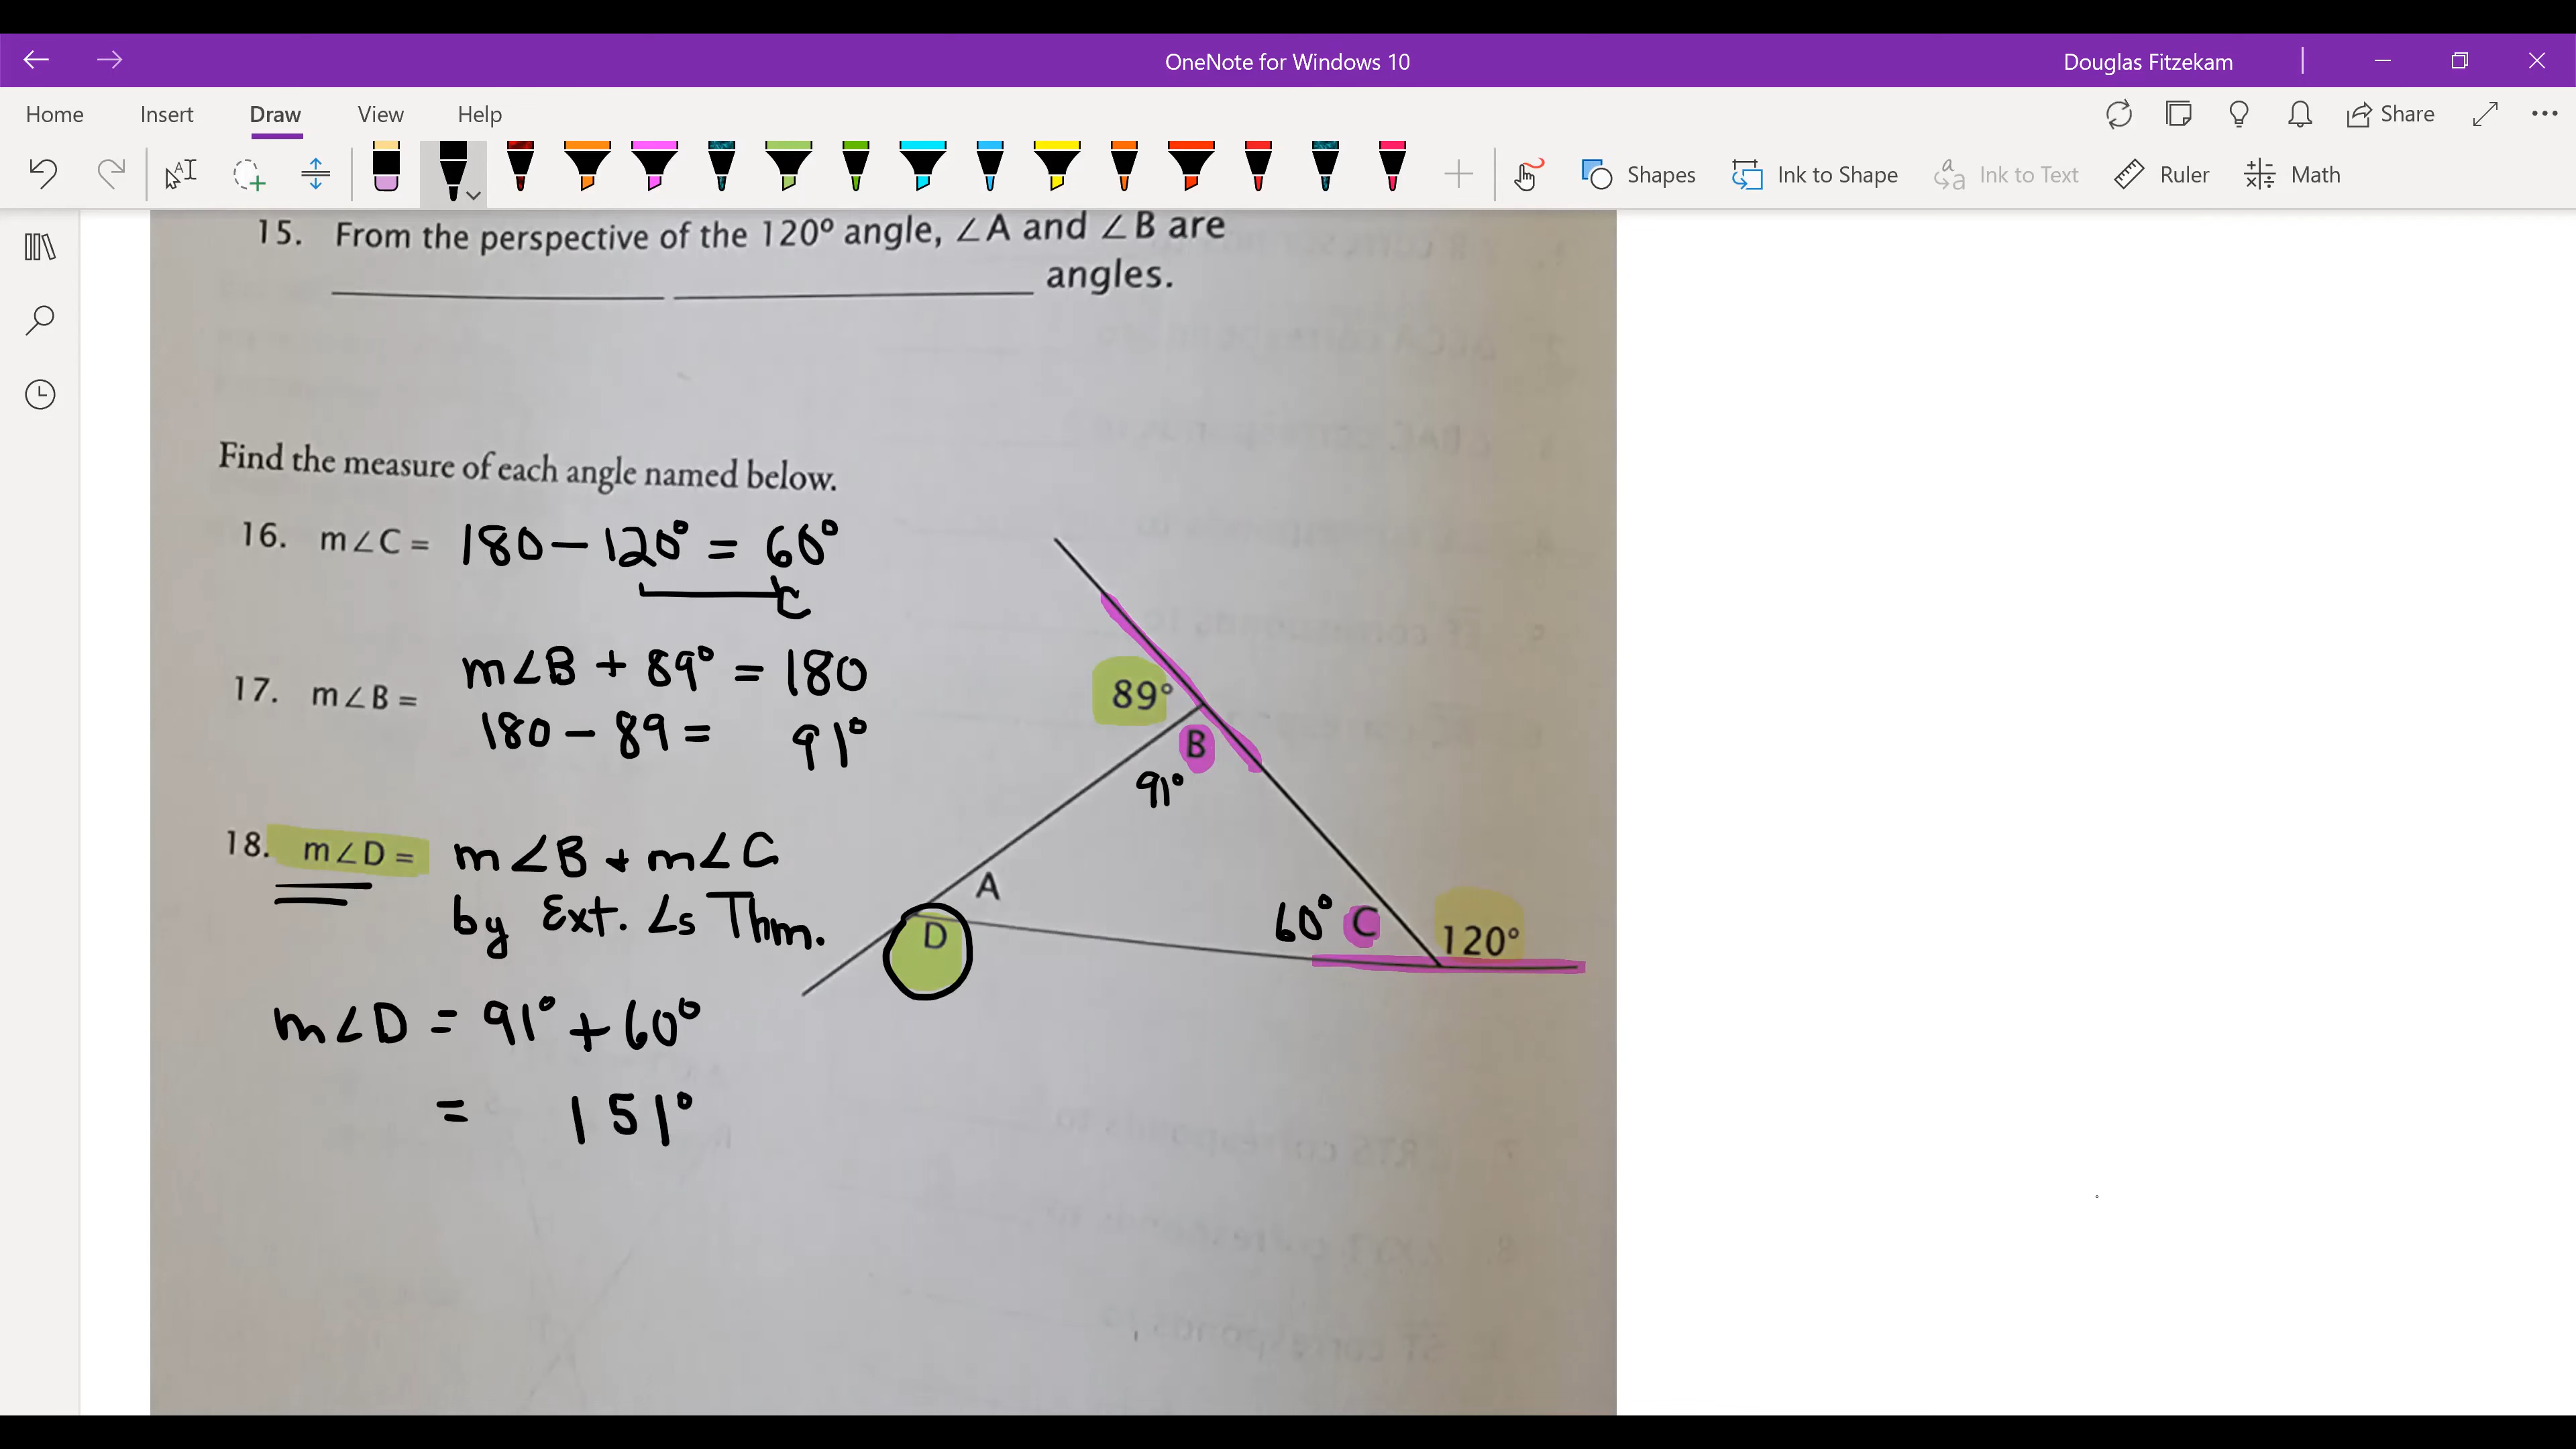 OneNote for Windows 10
Douglas Fitzekam
Home Insert Draw View Help
Share
Shapes Ink to Shape Ink to Text Ruler Math
15. From the perspective of the 120º angle, ∠A and ∠B are
__________ __________ angles.
Find the measure of each angle named below.
16. m∠C = 180 – 120° = 60°
C
17. m∠B = m∠B + 89° = 180
180 – 89 = 91°
89°
B
91°
18. m∠D = m∠B + m∠C
by Ext. ∠s Thm.
A
D
60° C 120°
m∠D = 91° + 60°
= 151°